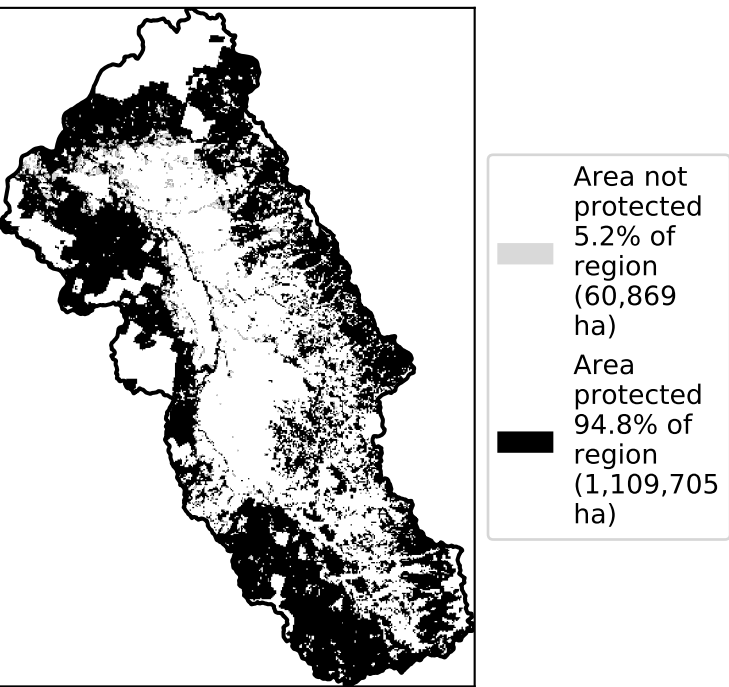 Area not
protected
5.2% of
region
(60,869
ha)
Area
protected
94.8% of
region
(1,109,705
ha)